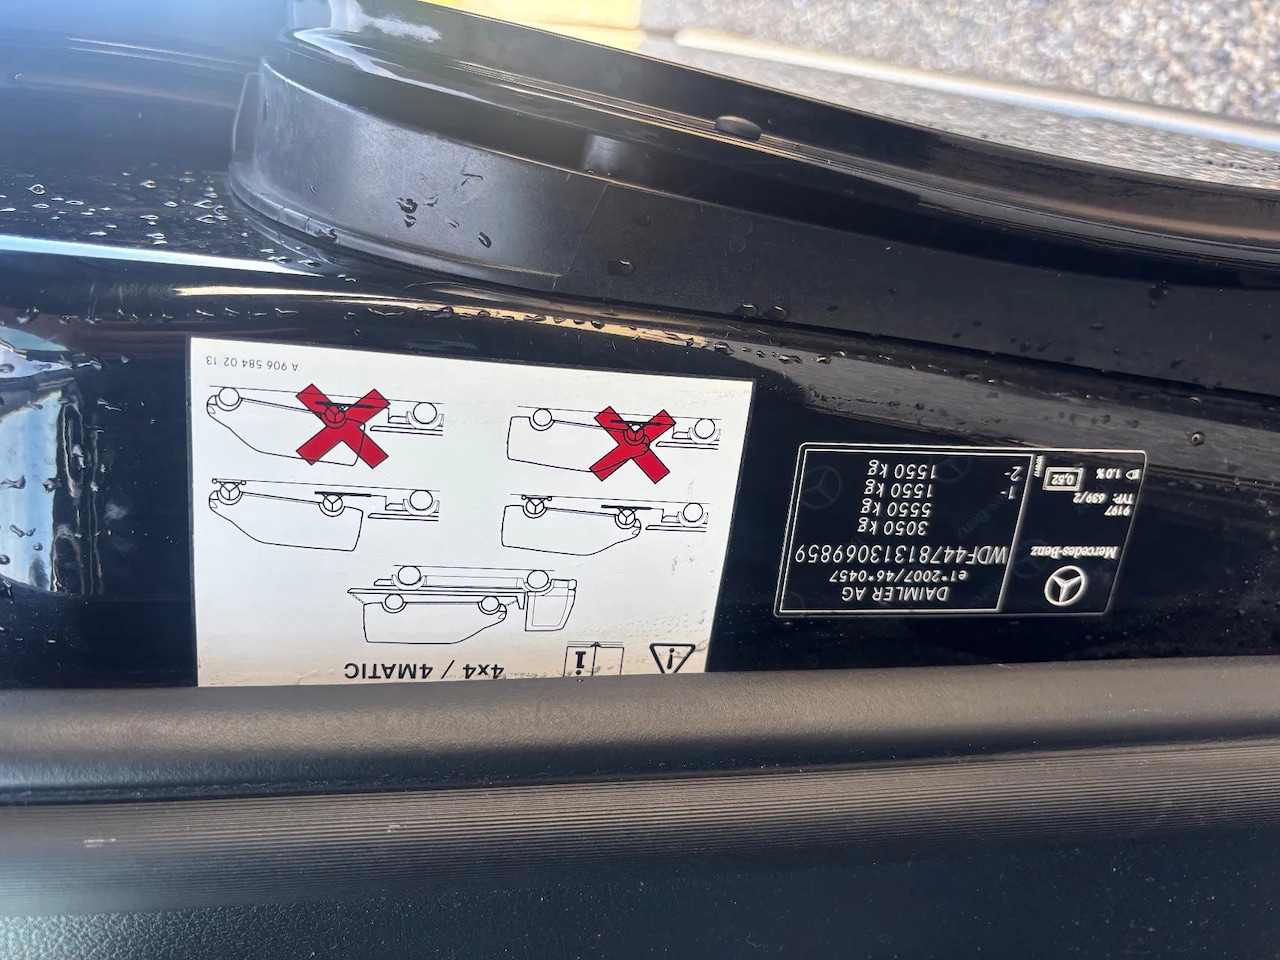 4x4 / 4MATIC
A 906 584 02 13
Mercedes-Benz
9197
TYP: 639/2
0,52
1.0%
DAIMLER AG
e1*2007/46*0457
WDF44781313069859
3050 kg
5550 kg
1- 1550 kg
2- 1550 kg